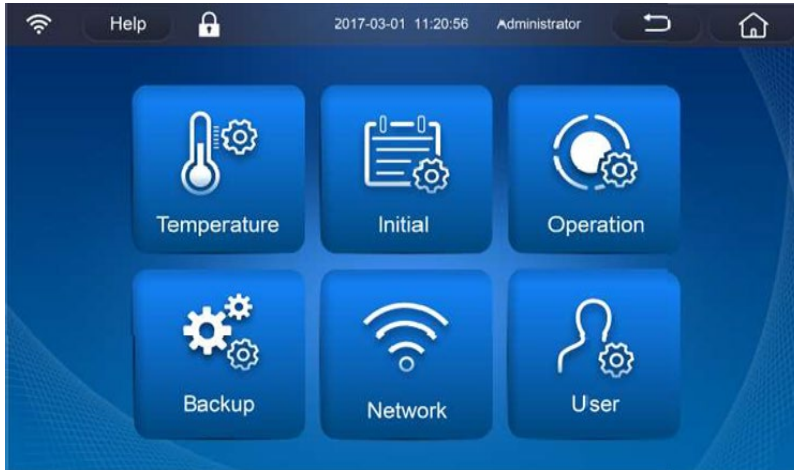 Help 2017-03-01 11:20:56 Administrator
Temperature Initial Operation
Backup Network User